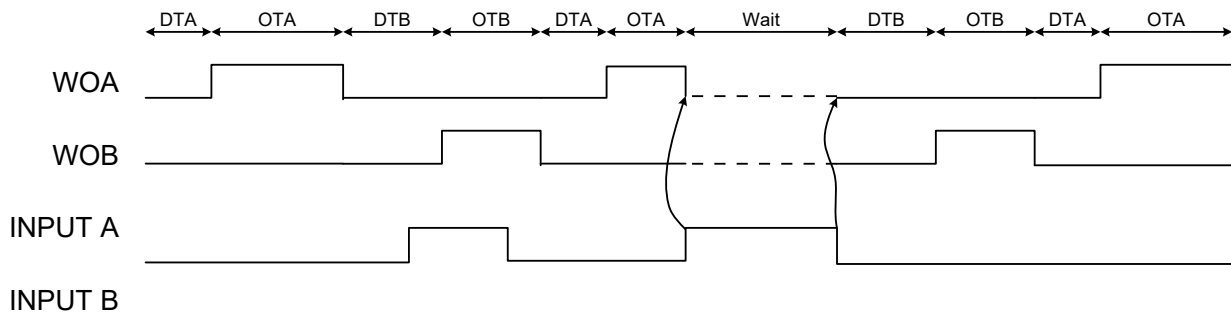 DTA OTA DTB OTB DTA OTA Wait DTB OTB DTA OTA
WOA
WOB
INPUT A
INPUT B